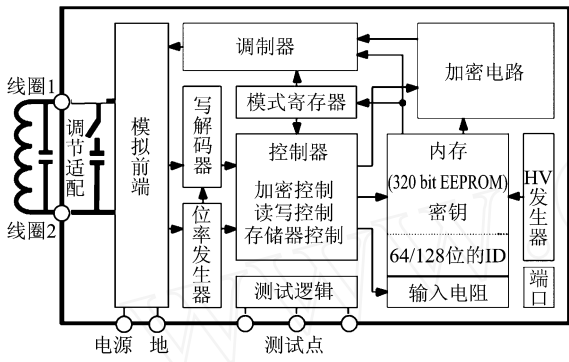 调制器
加密电路
线圈1
调节适配
线圈2
模拟前端
写解码器
位率发生器
模式寄存器
控制器
加密控制
读写控制
存储器控制
内存
(320 bit EEPROM)
密钥
64/128位的ID
输入电阻
HV
发生器
端口
测试逻辑
电源
地
测试点